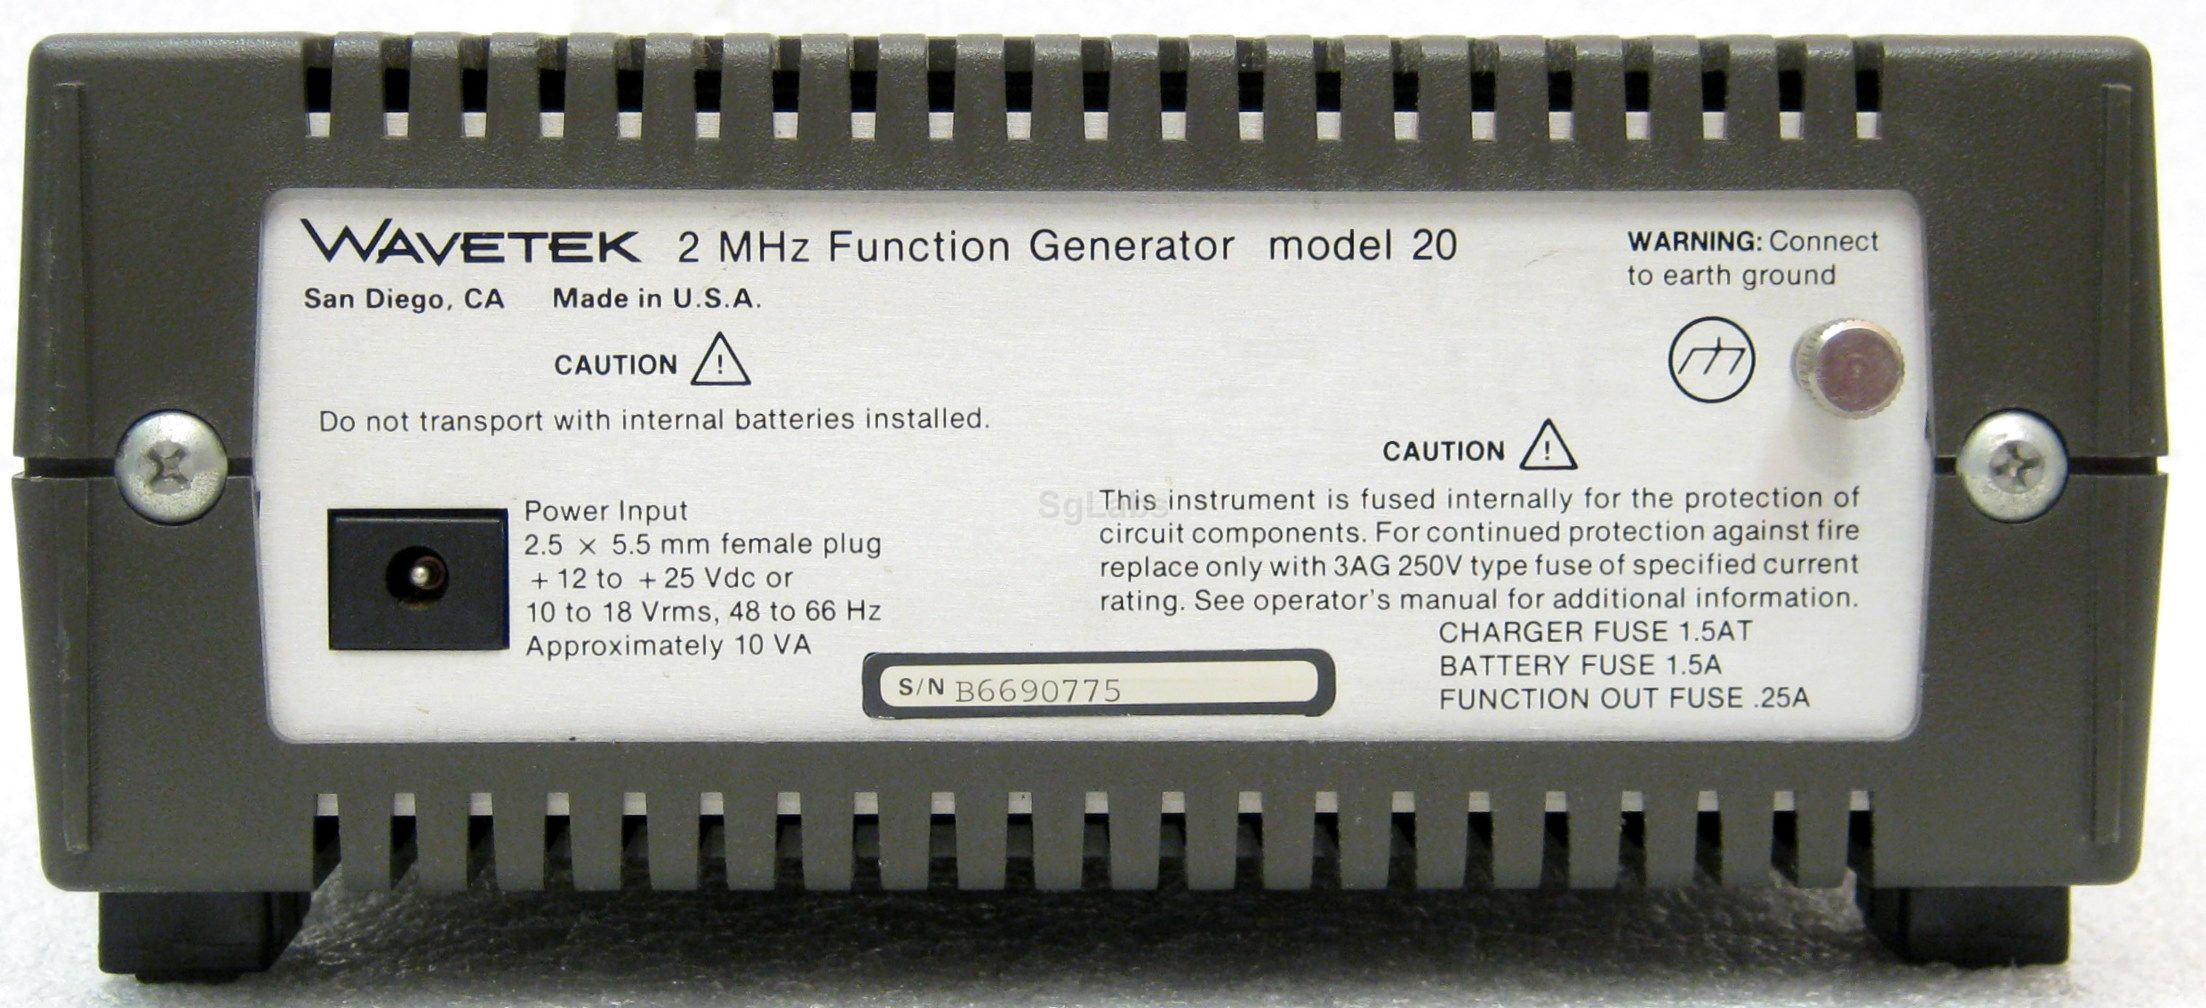 WAVETEK 2 MHz Function Generator model 20
San Diego, CA Made in U.S.A.
WARNING: Connect
to earth ground
CAUTION !
Do not transport with internal batteries installed.
Power Input
2.5 × 5.5 mm female plug
+ 12 to + 25 Vdc or
10 to 18 Vrms, 48 to 66 Hz
Approximately 10 VA
CAUTION !
This instrument is fused internally for the protection of
circuit components. For continued protection against fire
replace only with 3AG 250V type fuse of specified current
rating. See operator's manual for additional information.
CHARGER FUSE 1.5AT
BATTERY FUSE 1.5A
FUNCTION OUT FUSE .25A
S/N B6690775
SgLabs